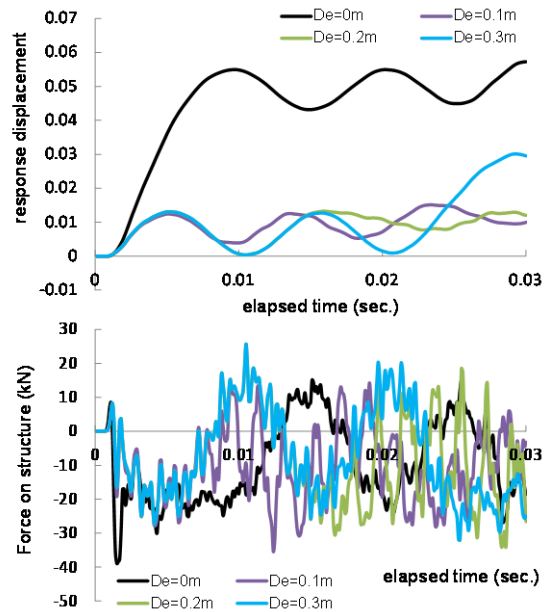 0.07
De=0m De=0.1m
De=0.2m De=0.3m
0.06
0.05
0.04
0.03
0.02
0.01
0
-0.01
response displacement
0 0.01 0.02 0.03
elapsed time (sec.)
30
20
10
0
-10
-20
-30
-40
-50
Force on structure (kN)
0 0.01 0.02 0.03
elapsed time (sec.)
De=0m De=0.1m
De=0.2m De=0.3m